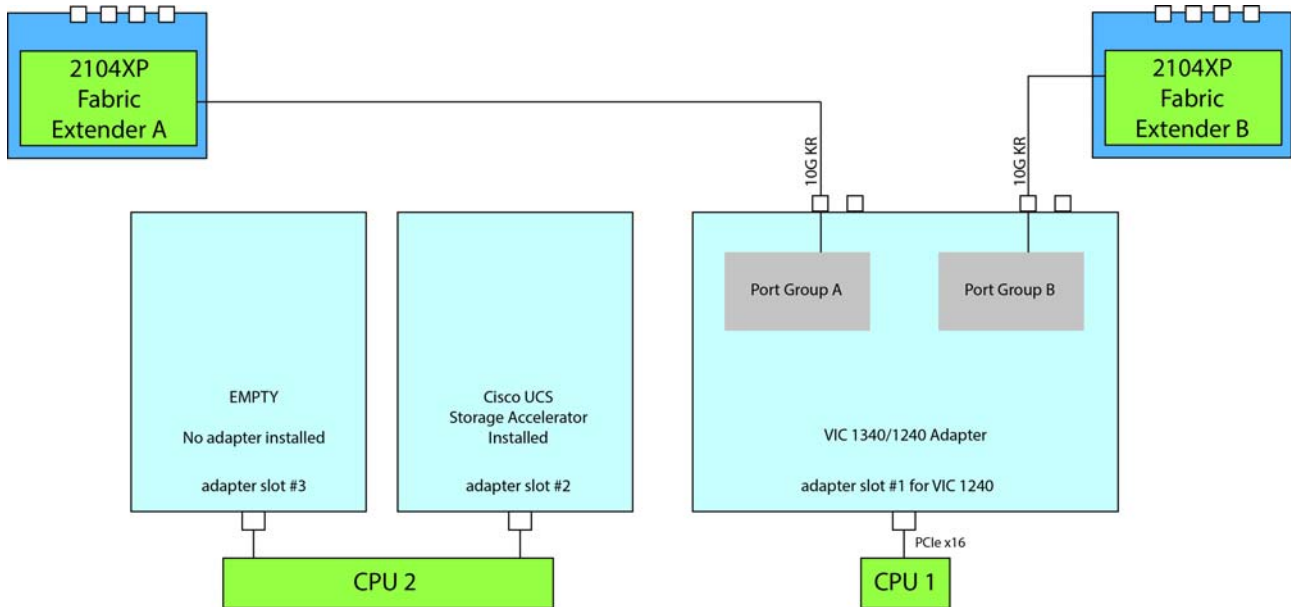 2104XP
Fabric
Extender A
2104XP
Fabric
Extender B
10G KR
10G KR
Port Group A
Port Group B
EMPTY
No adapter installed
adapter slot #3
Cisco UCS
Storage Accelerator
Installed
adapter slot #2
VIC 1340/1240 Adapter
adapter slot #1 for VIC 1240
PCIe x16
CPU 2
CPU 1